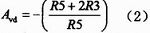 A_vd = -((R5 + 2R3) / R5) (2)